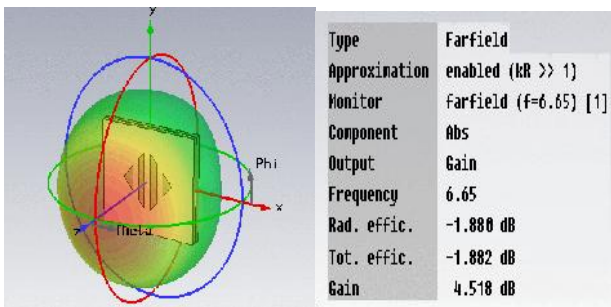 y
Phi
x
z
Theta
Type Farfield
Approximation enabled (kR >> 1)
Monitor farfield (f=6.65) [1]
Component Abs
Output Gain
Frequency 6.65
Rad. effic. -1.880 dB
Tot. effic. -1.882 dB
Gain 4.518 dB